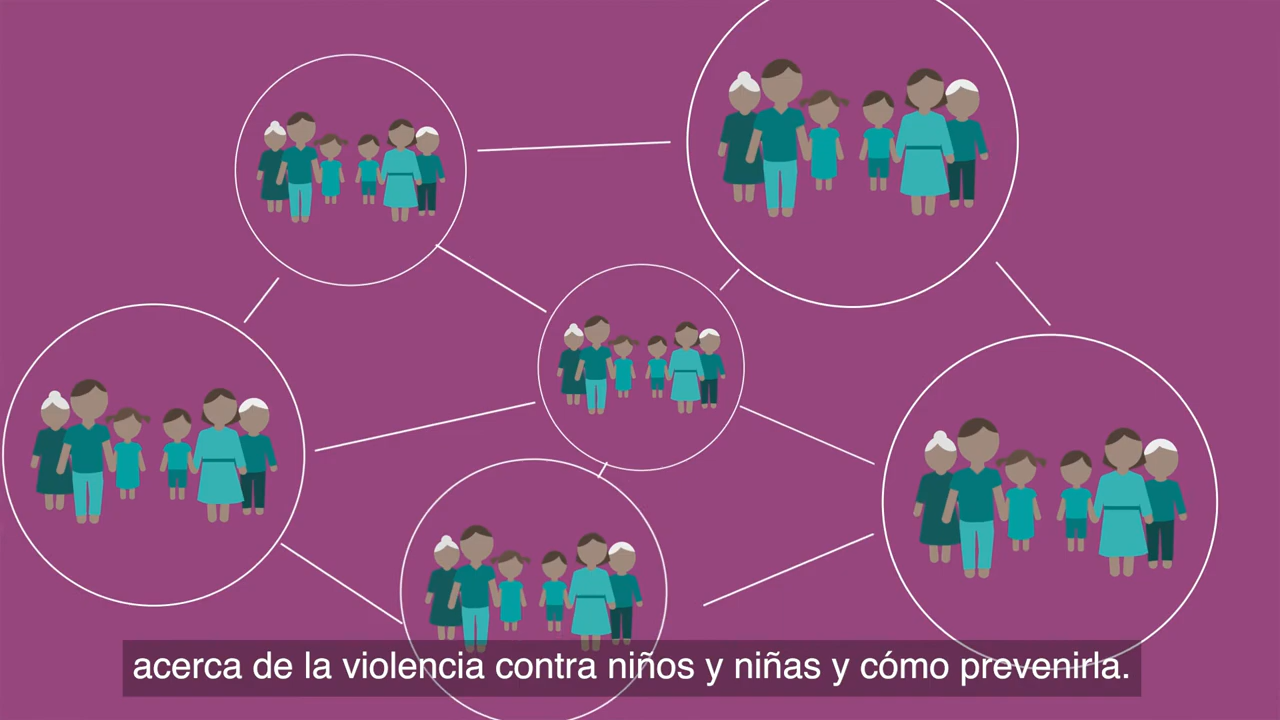 acerca de la violencia contra niños y niñas y cómo prevenirla.